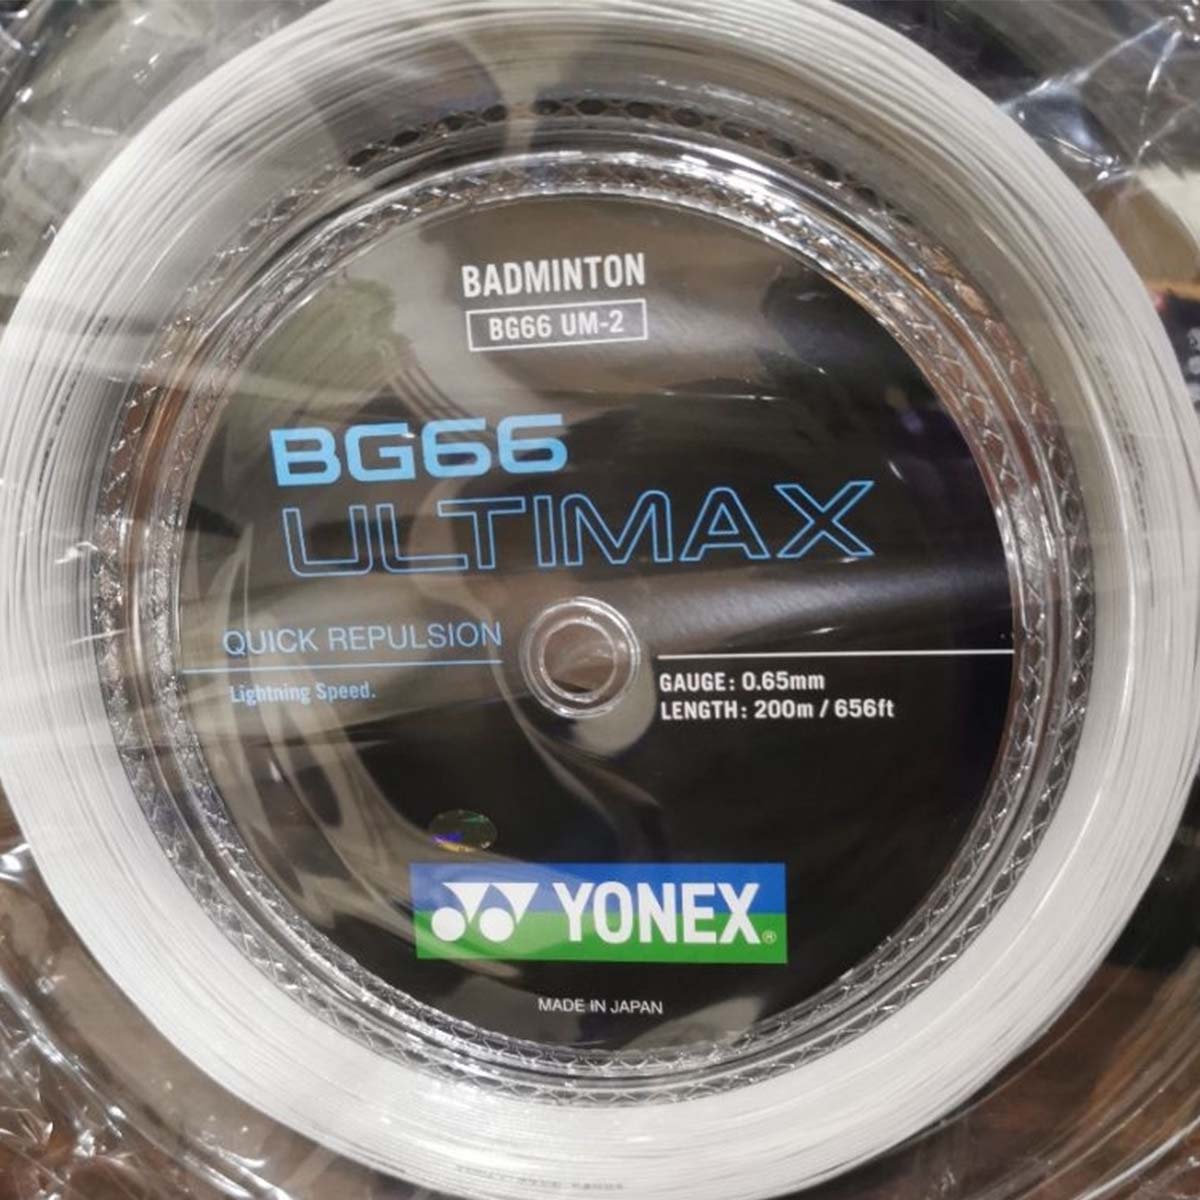 BADMINTON
BG66 UM-2
BG66
ULTIMAX
QUICK REPULSION
Lightning Speed.
GAUGE: 0.65mm
LENGTH: 200m / 656ft
YONEX®
MADE IN JAPAN